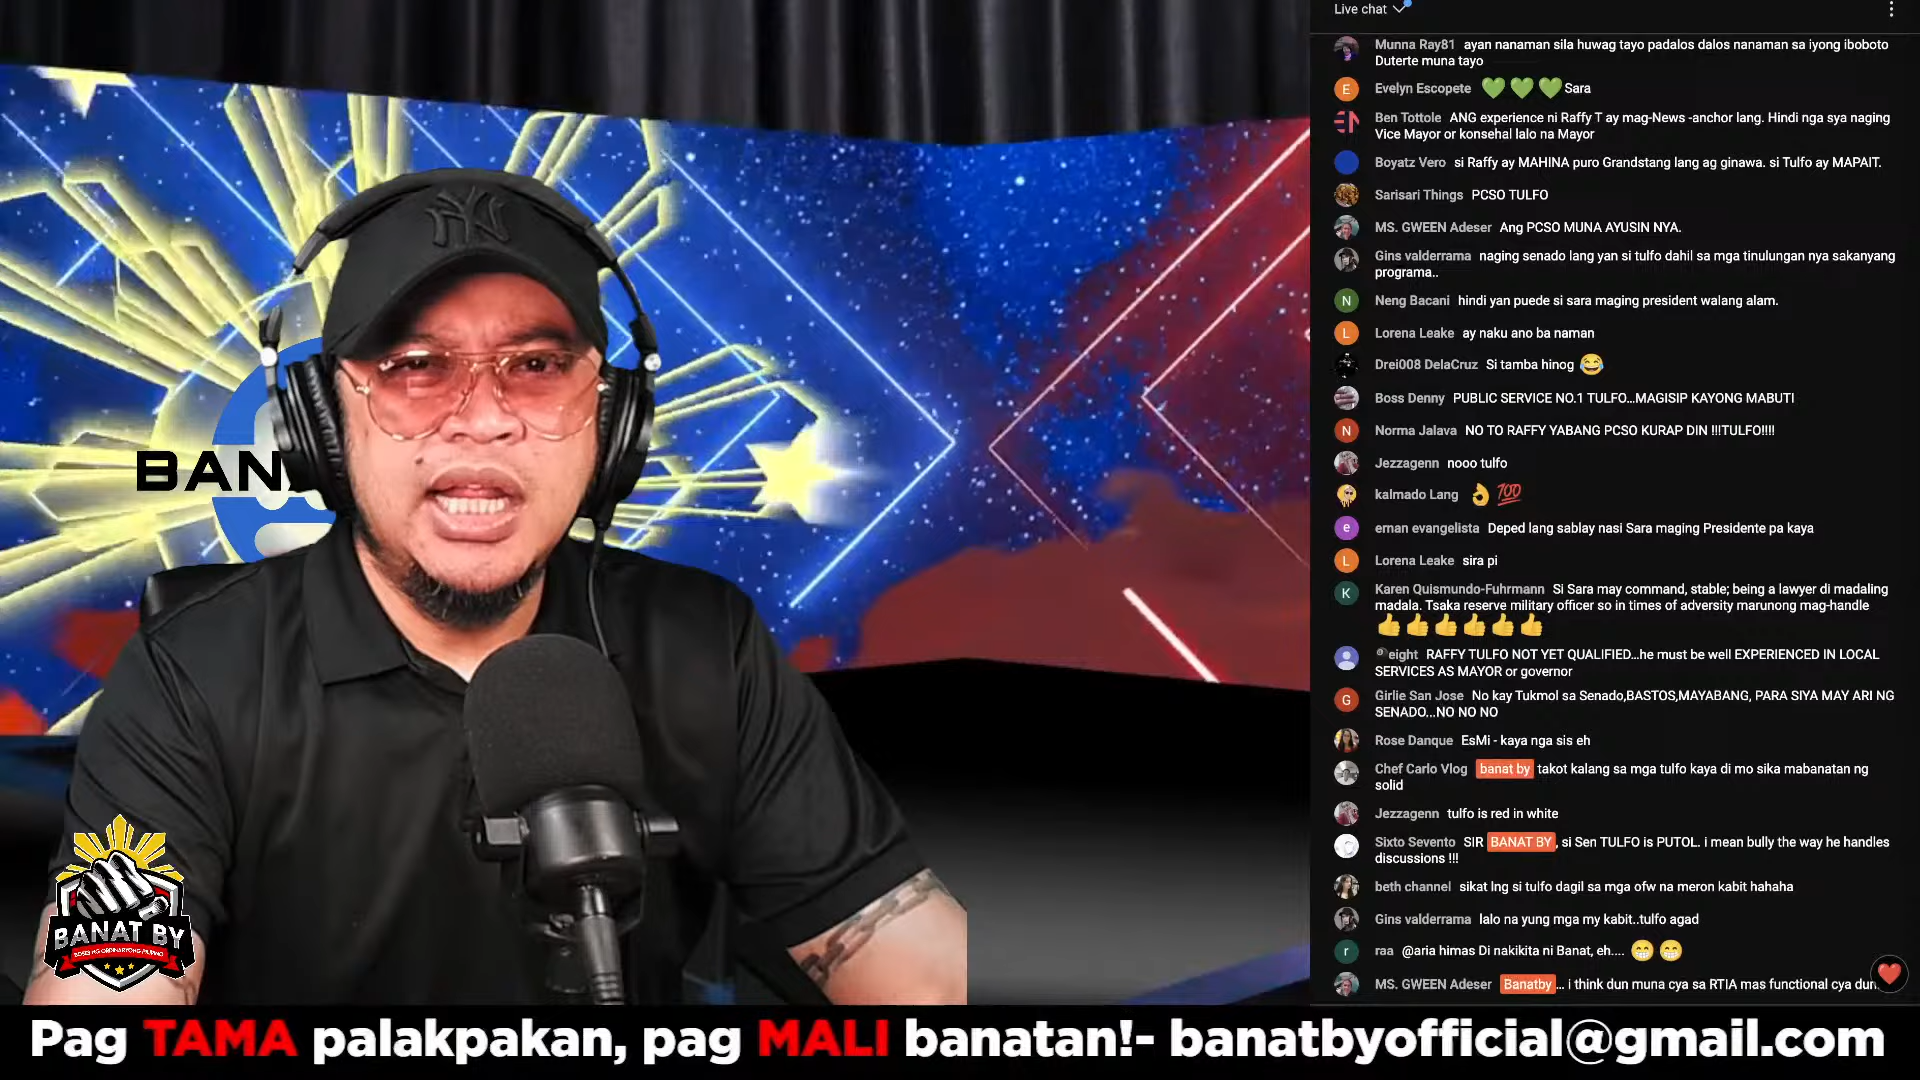 Live chat
Munna Ray81 ayan nanaman sila huwag tayo padalos dalos nanaman sa iyong iboboto
Duterte muna tayo
E
Evelyn Escopete 💚💚💚Sara
Ben Tottole ANG experience ni Raffy T ay mag-News -anchor lang. Hindi nga sya naging
Vice Mayor or konsehal lalo na Mayor
Boyatz Vero si Raffy ay MAHINA puro Grandstang lang ag ginawa. si Tulfo ay MAPAIT.
Sarisari Things PCSO TULFO
MS. GWEEN Adeser Ang PCSO MUNA AYUSIN NYA.
Gins valderrama naging senado lang yan si tulfo dahil sa mga tinulungan nya sakanyang
programa..
N
Neng Bacani hindi yan puede si sara maging president walang alam.
L
Lorena Leake ay naku ano ba naman
Drei008 DelaCruz Si tamba hinog 😂
Boss Denny PUBLIC SERVICE NO.1 TULFO...MAGISIP KAYONG MABUTI
N
Norma Jalava NO TO RAFFY YABANG PCSO KURAP DIN !!!TULFO!!!!
Jezzagenn nooo tulfo
kalmado Lang 👌💯
e
eman evangelista Deped lang sablay nasi Sara maging Presidente pa kaya
L
Lorena Leake sira pi
K
Karen Quismundo-Fuhrmann Si Sara may command, stable; being a lawyer di madaling
madala. Tsaka reserve military officer so in times of adversity marunong mag-handle
👍👍👍👍👍👍
🎱eight RAFFY TULFO NOT YET QUALIFIED...he must be well EXPERIENCED IN LOCAL
SERVICES AS MAYOR or governor
G
Girlie San Jose No kay Tukmol sa Senado,BASTOS,MAYABANG, PARA SIYA MAY ARI NG
SENADO...NO NO NO
Rose Danque EsMi - kaya nga sis eh
Chef Carlo Vlog banat by takot kalang sa mga tulfo kaya di mo sika mabanatan ng
solid
Jezzagenn tulfo is red in white
Sixto Sevento SIR BANAT BY, si Sen TULFO is PUTOL. i mean bully the way he handles
discussions !!!
beth channel sikat lng si tulfo dagil sa mga ofw na meron kabit hahaha
Gins valderrama lalo na yung mga my kabit..tulfo agad
r
raa @aria himas Di nakikita ni Banat, eh.... 😁😁
MS. GWEEN Adeser Banatby... i think dun muna cya sa RTIA mas functional cya dun
BAN
NY
BANAT BY
BOSES NG ORDINARYONG PILIPINO
Pag TAMA palakpakan, pag MALI banatan!- banatbyofficial@gmail.com